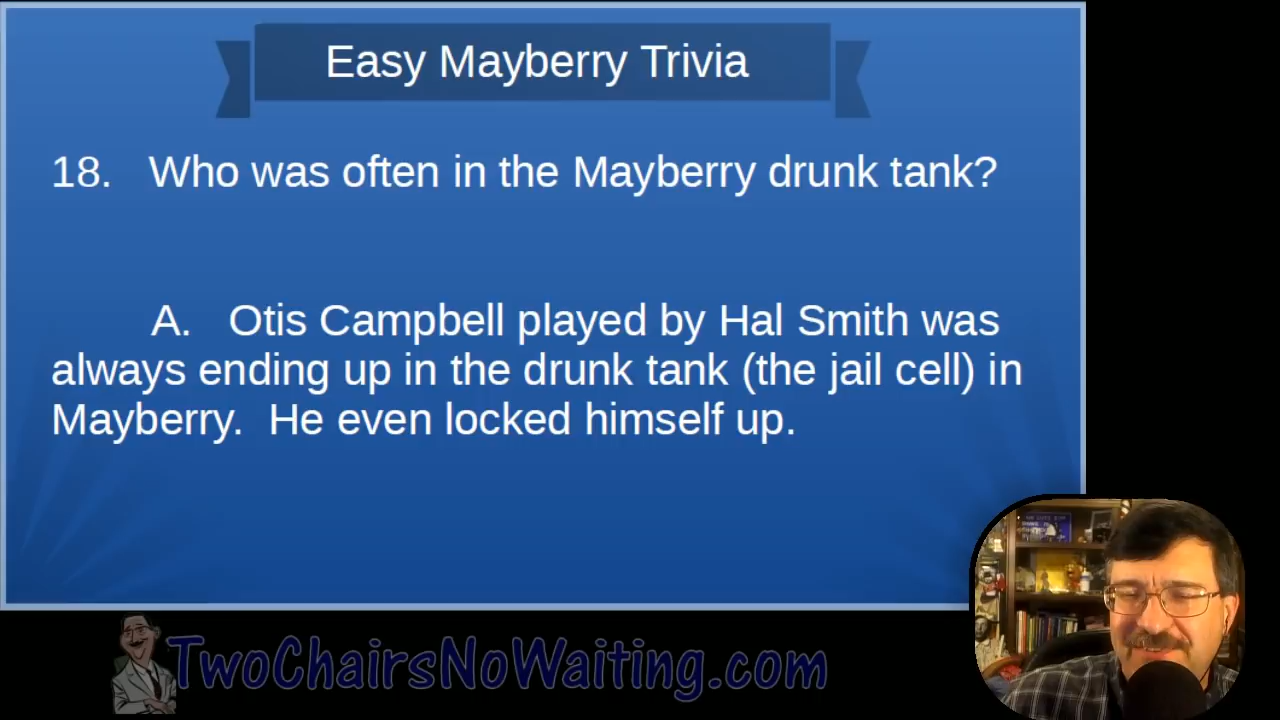 Easy Mayberry Trivia
18. Who was often in the Mayberry drunk tank?
A. Otis Campbell played by Hal Smith was
always ending up in the drunk tank (the jail cell) in
Mayberry. He even locked himself up.
TwoChairsNoWaiting.com